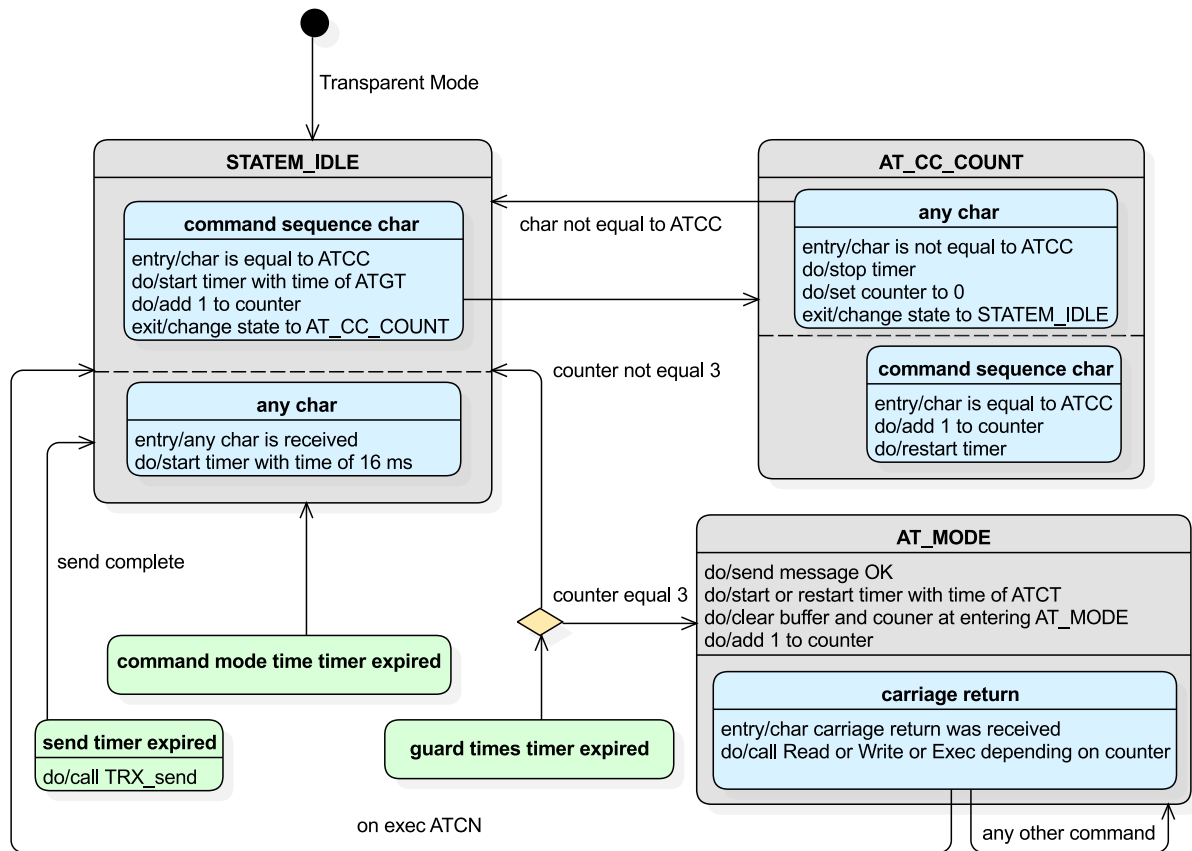 Transparent Mode
STATEM_IDLE
command sequence char
entry/char is equal to ATCC
do/start timer with time of ATGT
do/add 1 to counter
exit/change state to AT_CC_COUNT
any char
entry/any char is received
do/start timer with time of 16 ms
char not equal to ATCC
counter not equal 3
AT_CC_COUNT
any char
entry/char is not equal to ATCC
do/stop timer
do/set counter to 0
exit/change state to STATEM_IDLE
command sequence char
entry/char is equal to ATCC
do/add 1 to counter
do/restart timer
send complete
counter equal 3
AT_MODE
do/send message OK
do/start or restart timer with time of ATCT
do/clear buffer and couner at entering AT_MODE
do/add 1 to counter
carriage return
entry/char carriage return was received
do/call Read or Write or Exec depending on counter
command mode time timer expired
send timer expired
do/call TRX_send
guard times timer expired
on exec ATCN
any other command